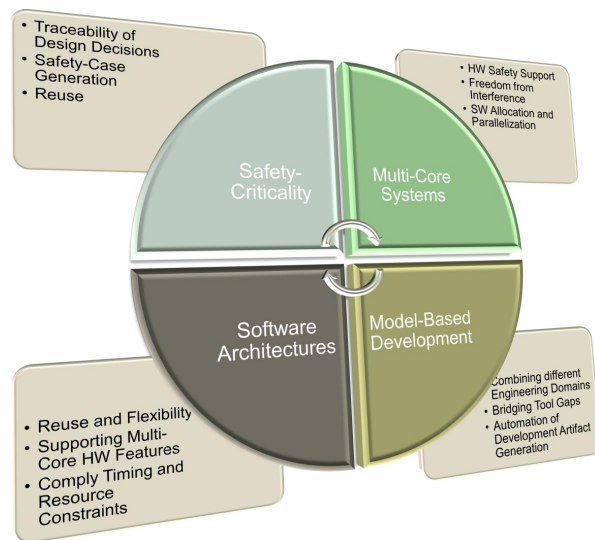 • Traceability of
Design Decisions
• Safety-Case
Generation
• Reuse
• HW Safety Support
• Freedom from
Interference
• SW Allocation and
Parallelization
Safety-
Criticality
Multi-Core
Systems
Software
Architectures
Model-Based
Development
• Reuse and Flexibility
• Supporting Multi-
Core HW Features
• Comply Timing and
Resource
Constraints
Combining different
Engineering Domains
• Bridging Tool Gaps
• Automation of
Development Artifact
Generation